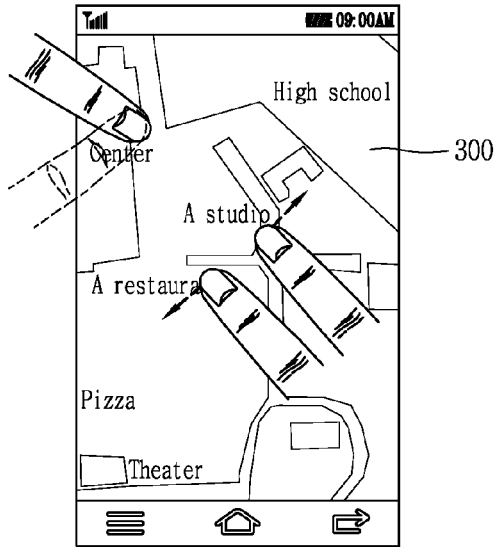 09:00AM
High school
300
Center
A studio
A restaura
Pizza
Theater